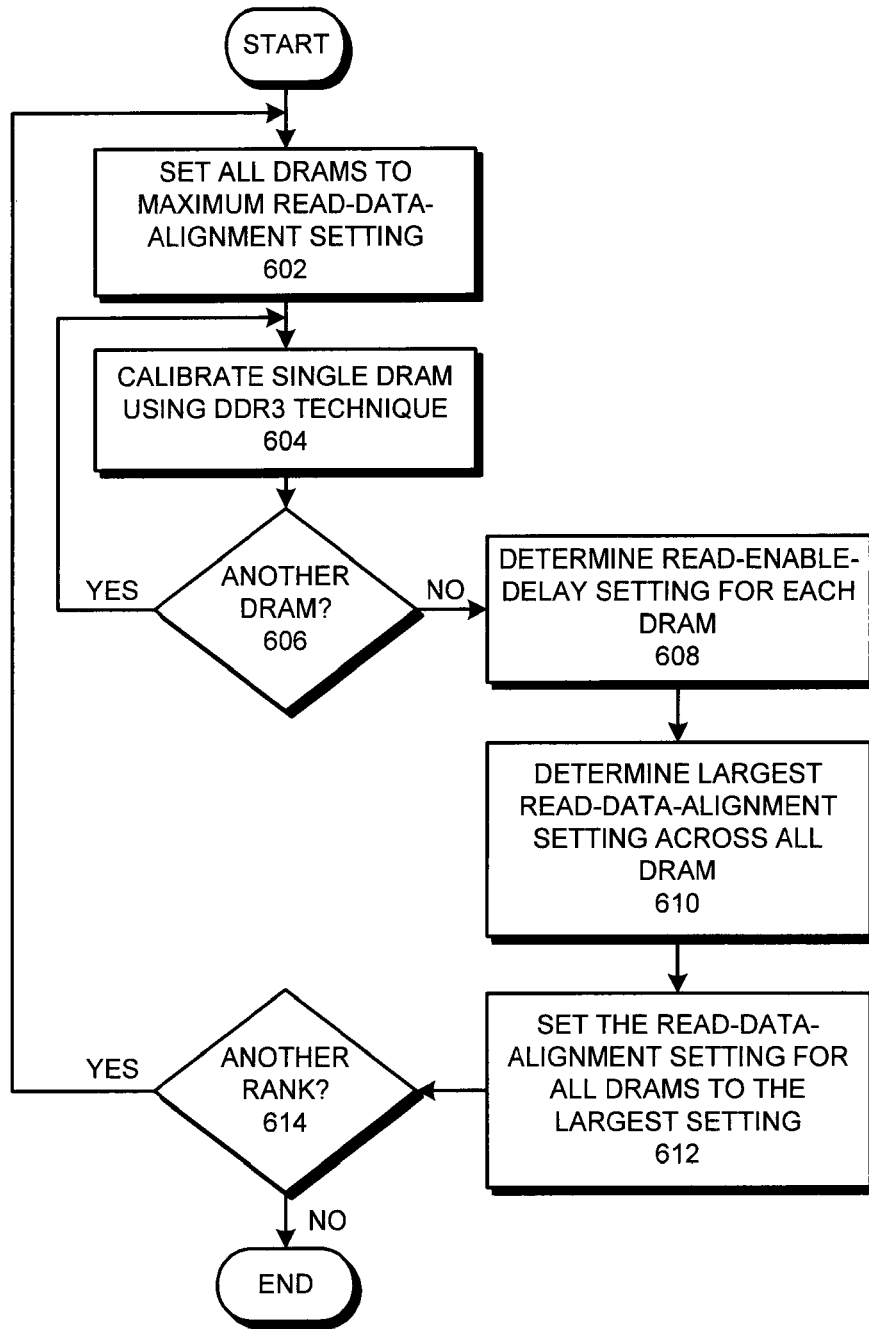 START
SET ALL DRAMS TO
MAXIMUM READ-DATA-
ALIGNMENT SETTING
602
CALIBRATE SINGLE DRAM
USING DDR3 TECHNIQUE
604
YES
ANOTHER
DRAM?
606
NO
DETERMINE READ-ENABLE-
DELAY SETTING FOR EACH
DRAM
608
DETERMINE LARGEST
READ-DATA-ALIGNMENT
SETTING ACROSS ALL
DRAM
610
SET THE READ-DATA-
ALIGNMENT SETTING FOR
ALL DRAMS TO THE
LARGEST SETTING
612
YES
ANOTHER
RANK?
614
NO
END